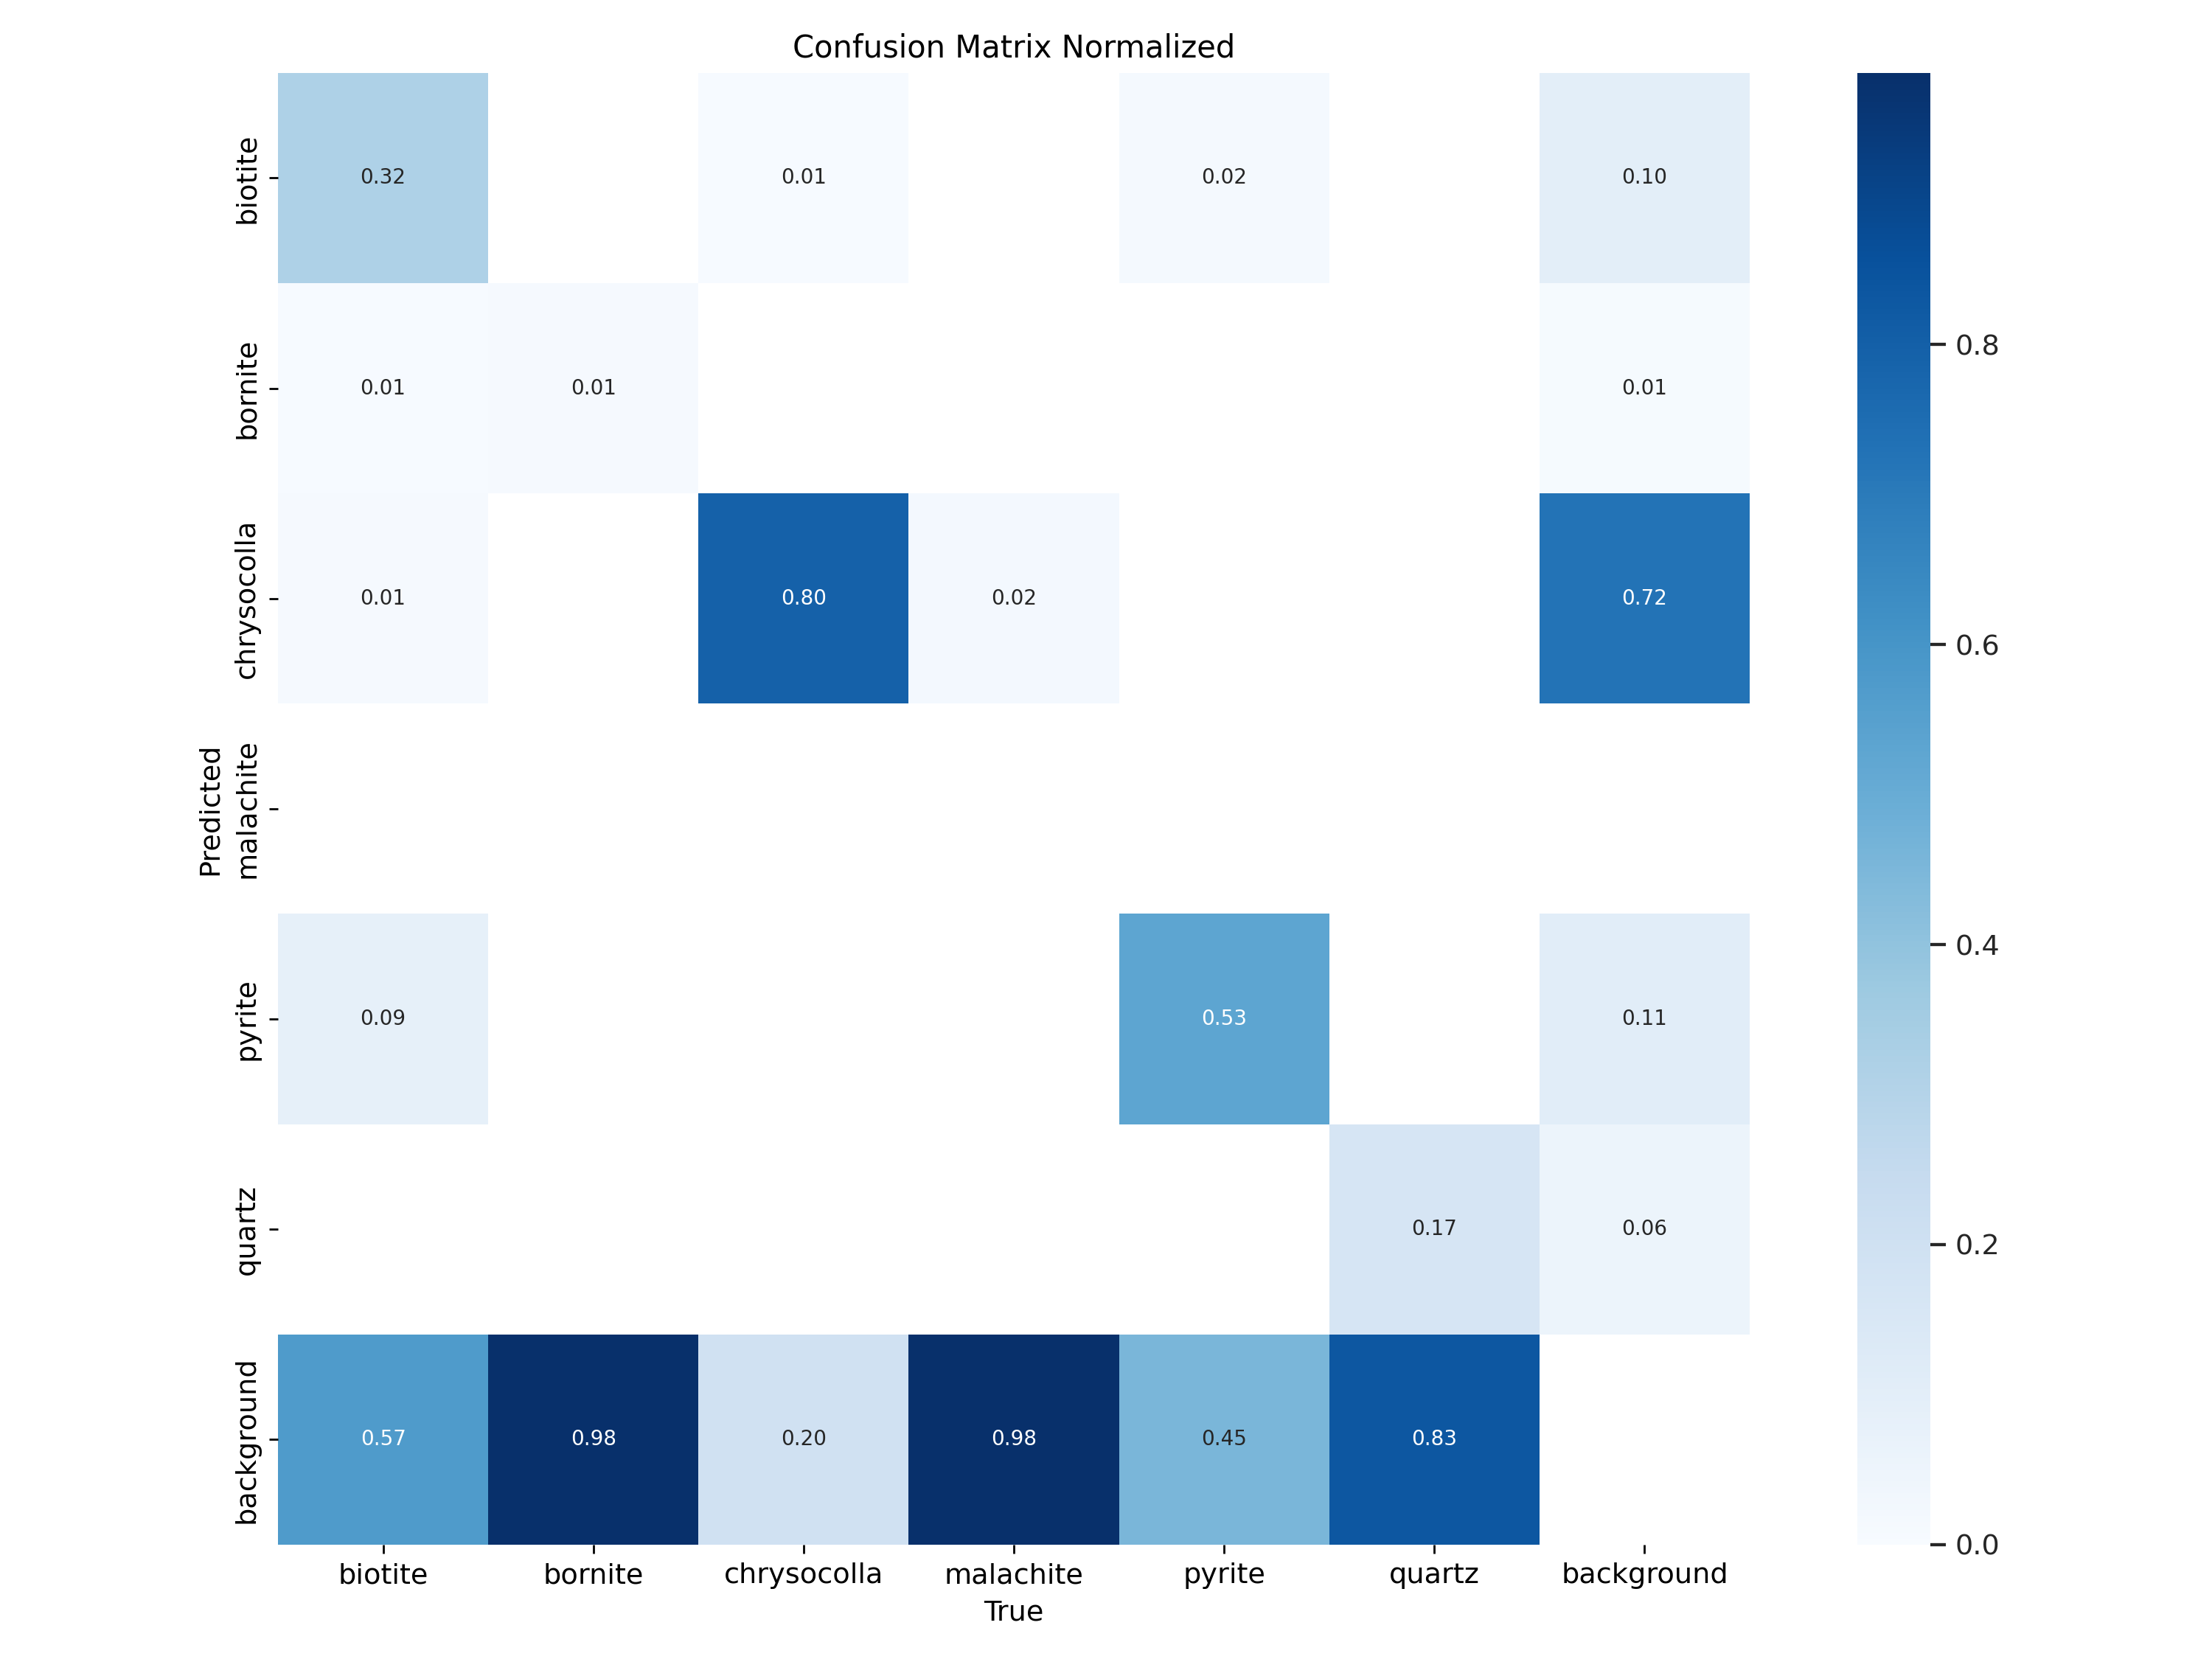 Confusion Matrix Normalized
biotite
0.32
0.01
0.02
0.10
bornite
0.01
0.01
0.01
chrysocolla
0.01
0.80
0.02
0.72
Predicted
malachite
pyrite
0.09
0.53
0.11
quartz
0.17
0.06
background
0.57
0.98
0.20
0.98
0.45
0.83
biotite
bornite
chrysocolla
malachite
pyrite
quartz
background
True
0.8
0.6
0.4
0.2
0.0